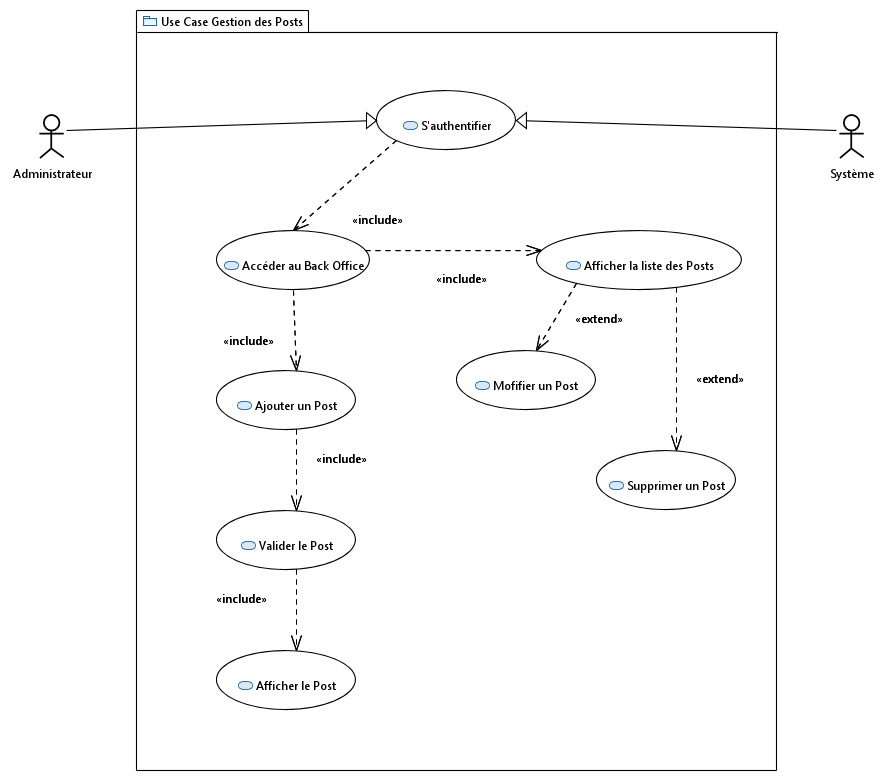 Use Case Gestion des Posts
S'authentifier
Administrateur
Système
«include»
Accéder au Back Office
Afficher la liste des Posts
«include»
«extend»
«include»
Mofifier un Post
«extend»
Ajouter un Post
«include»
Supprimer un Post
Valider le Post
«include»
Afficher le Post